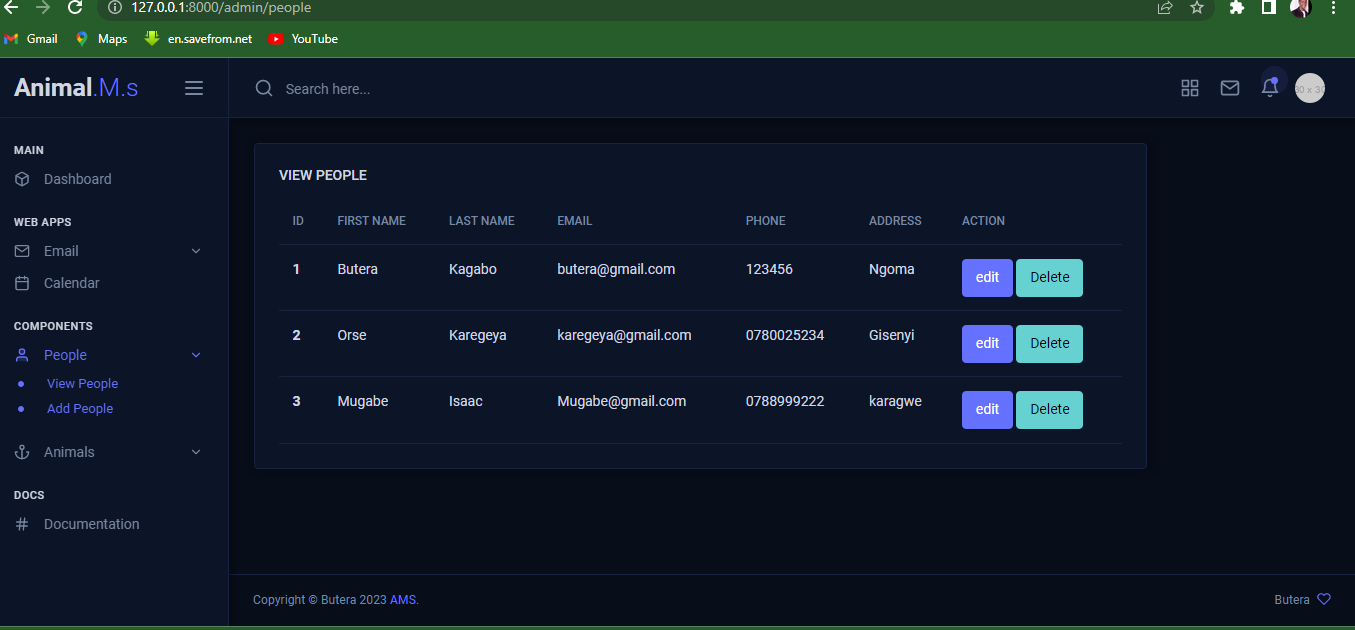 127.0.0.1:8000/admin/people
Gmail Maps en.savefrom.net YouTube
Animal.M.s
Search here...
MAIN
Dashboard
WEB APPS
Email
Calendar
COMPONENTS
People
View People
Add People
Animals
DOCS
Documentation
VIEW PEOPLE
ID FIRST NAME LAST NAME EMAIL PHONE ADDRESS ACTION
1 Butera Kagabo butera@gmail.com 123456 Ngoma edit Delete
2 Orse Karegeya karegeya@gmail.com 0780025234 Gisenyi edit Delete
3 Mugabe Isaac Mugabe@gmail.com 0788999222 karagwe edit Delete
Copyright © Butera 2023 AMS.
Butera